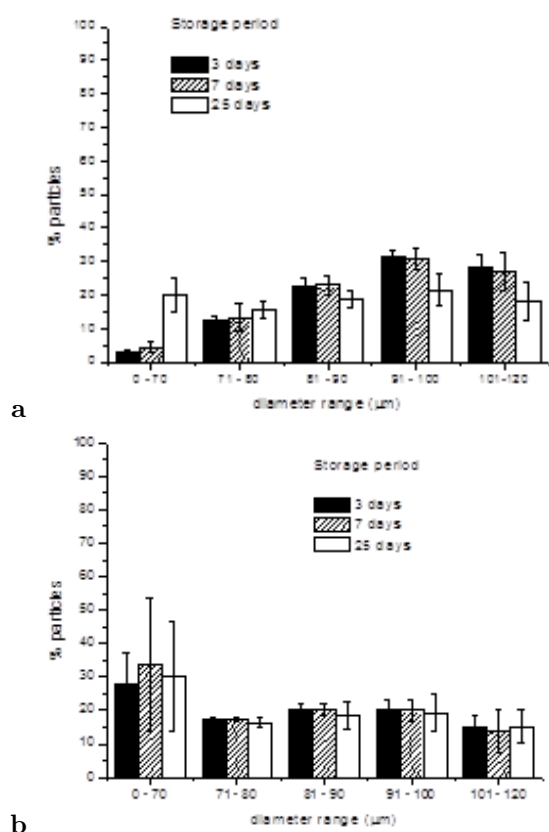 100
Storage period
90
3 days
80
7 days
25 days
70
60
50
40
30
20
10
0
% particles
0 - 70
71 - 80
81 - 90
91 - 100
101-120
diameter range (µm)
a
100
Storage period
90
3 days
80
7 days
70
25 days
60
50
40
30
20
10
0
% particles
0 - 70
71 - 80
81 - 90
91 - 100
101-120
diameter range (µm)
b